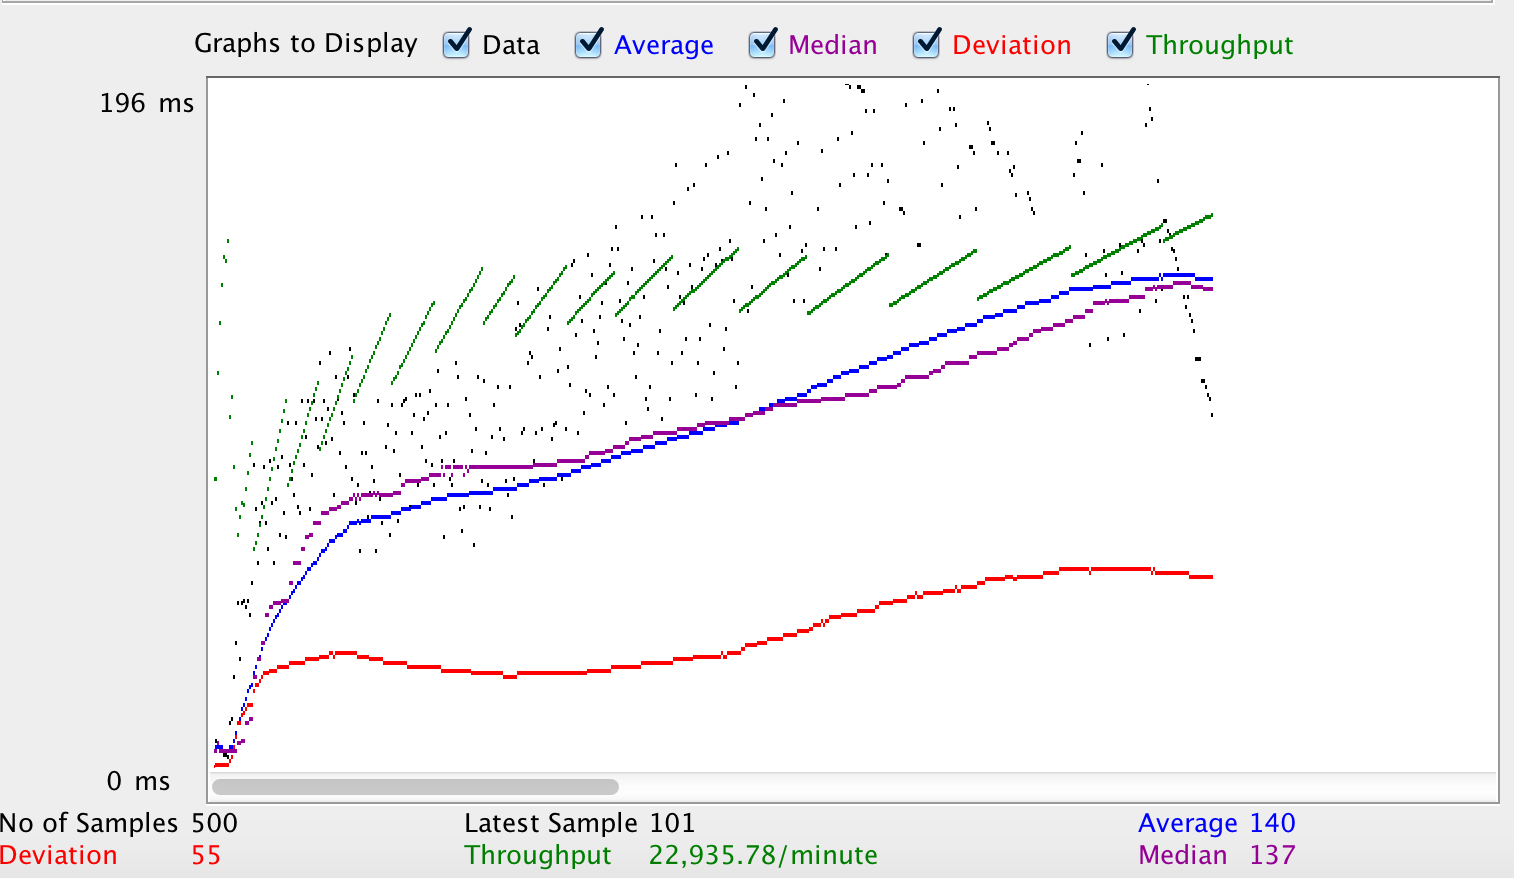 Graphs to Display Data Average Median Deviation Throughput
196 ms
0 ms
No of Samples 500 Latest Sample 101 Average 140
Deviation 55 Throughput 22,935.78/minute Median 137